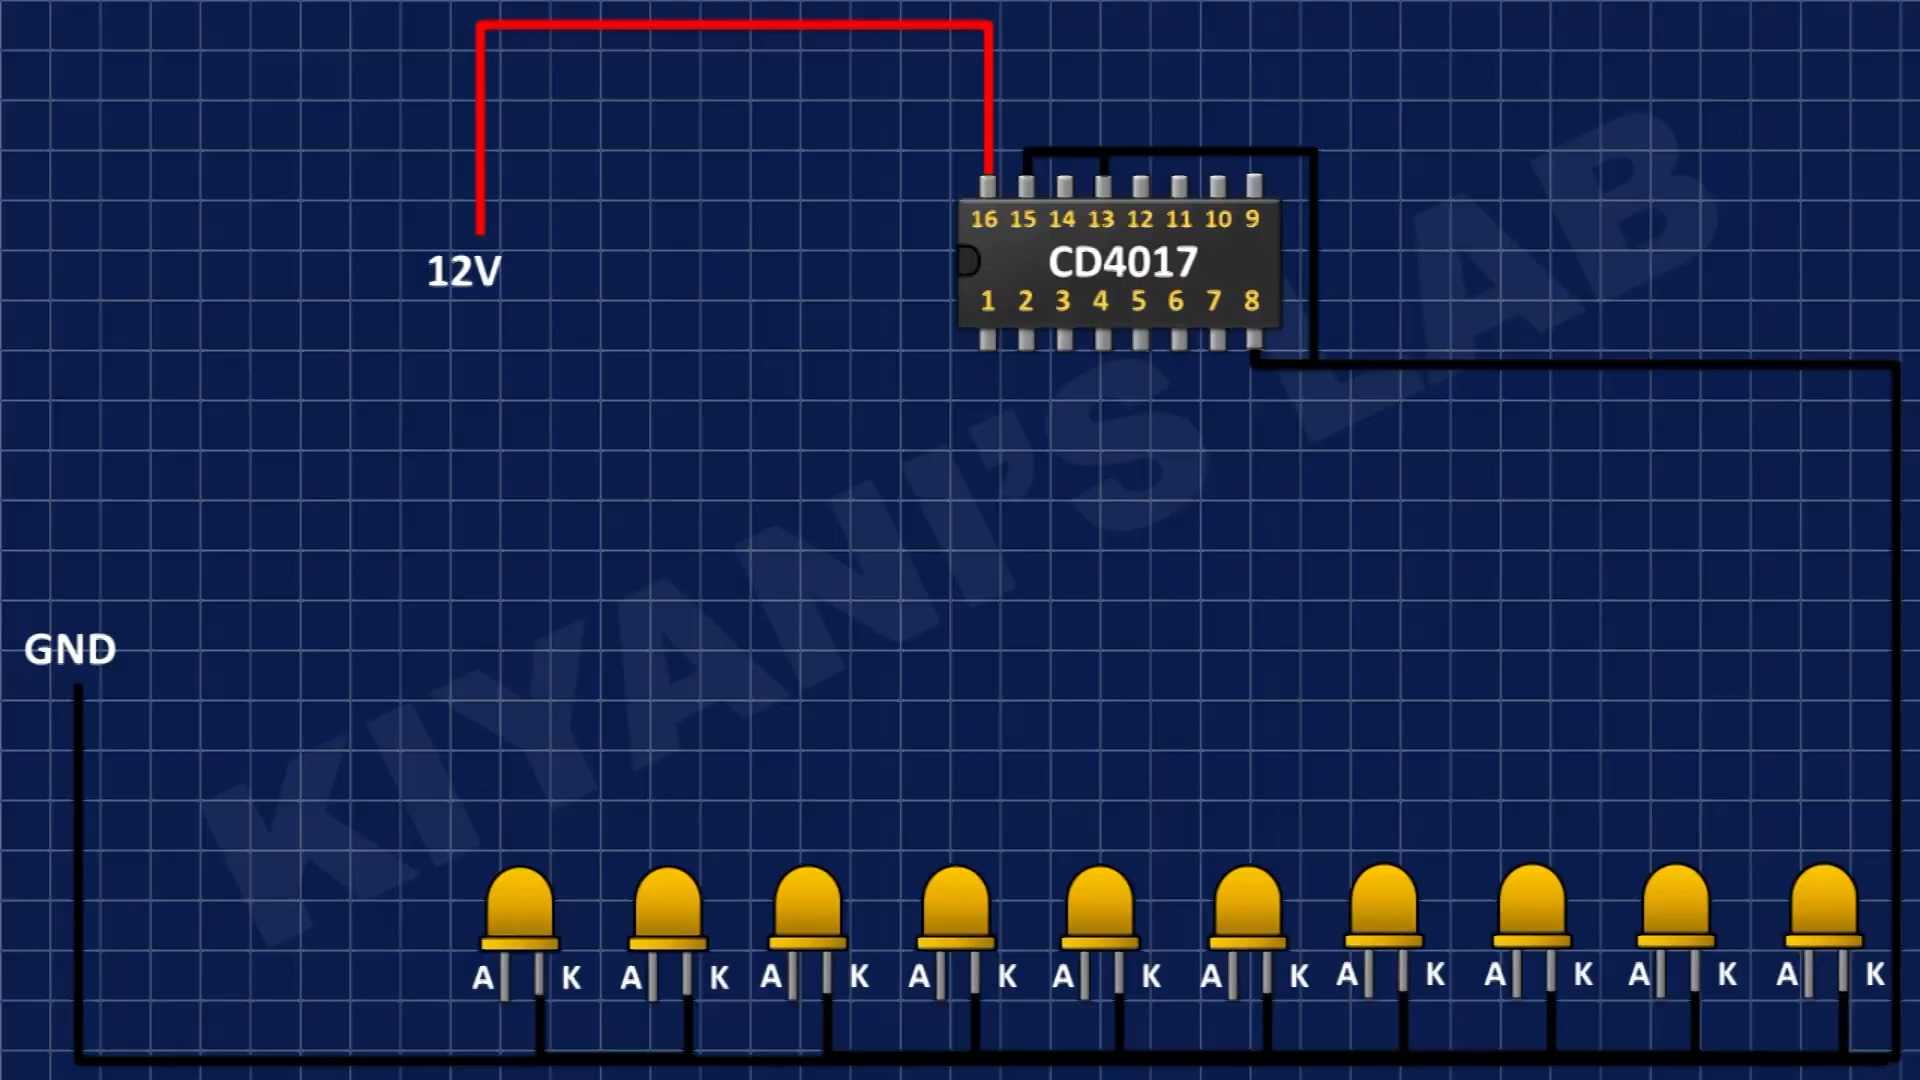 16 15 14 13 12 11 10 9
CD4017
1 2 3 4 5 6 7 8
12V
KIYANI'S LAB
GND
A K A K A K A K A K A K A K A K A K A K